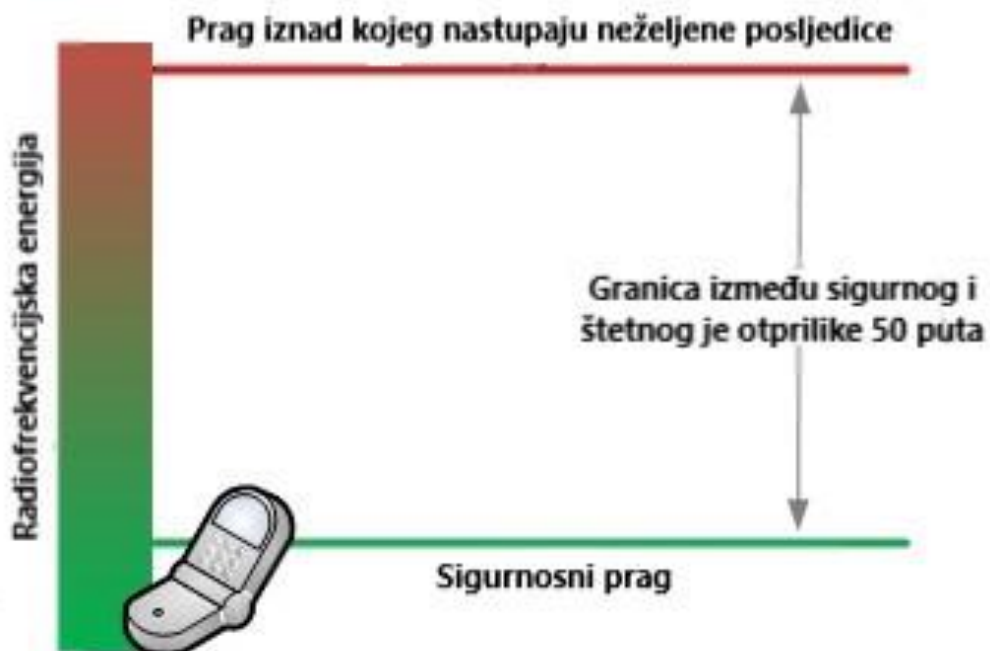 Prag iznad kojeg nastupaju neželjene posljedice
Radiofrekvencijska energija
Granica između sigurnog i
štetnog je otprilike 50 puta
Sigurnosni prag